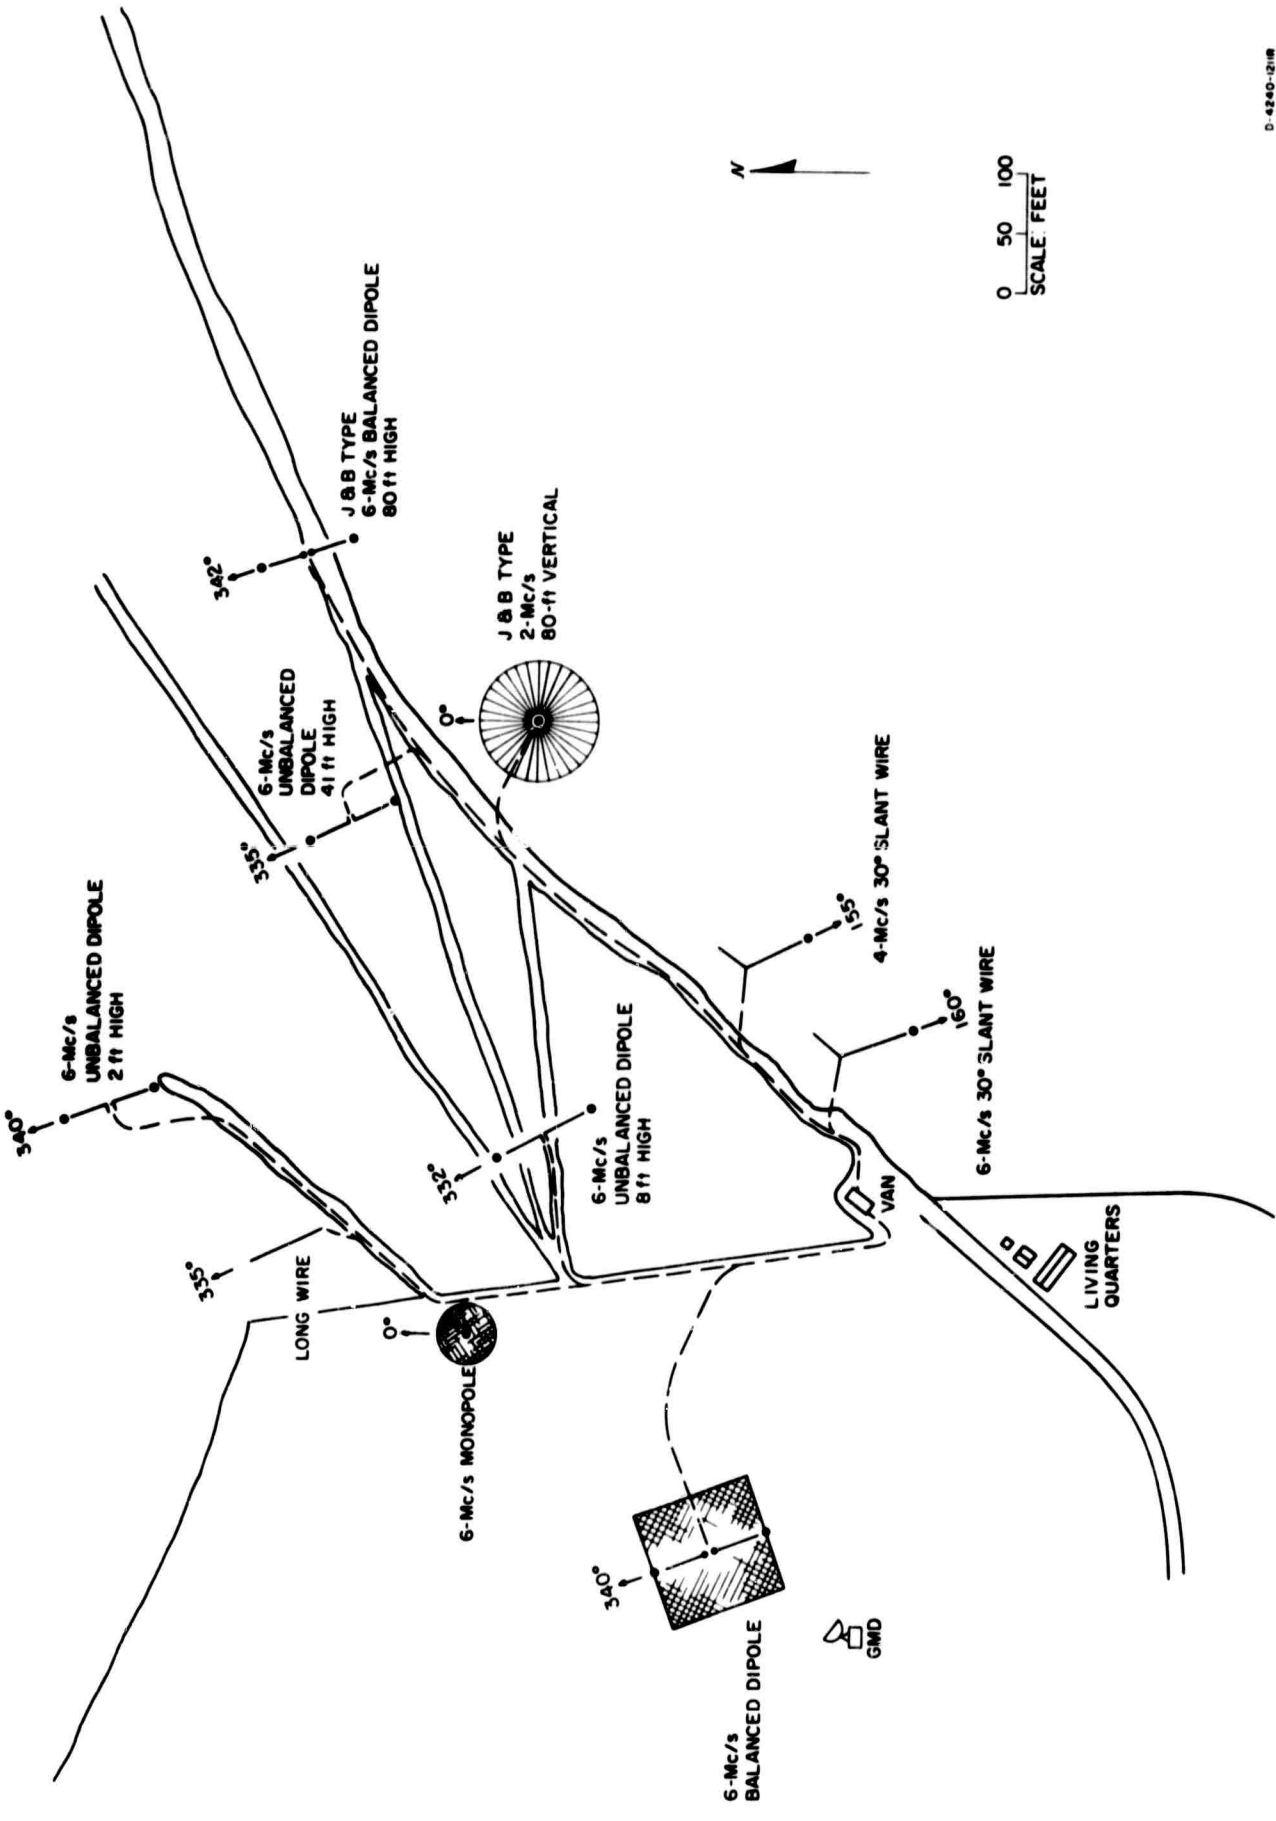 340°
6-Mc/s
UNBALANCED DIPOLE
2 ft HIGH
335°
6-Mc/s
UNBALANCED
DIPOLE
41 ft HIGH
342°
J & B TYPE
6-Mc/s BALANCED DIPOLE
80 ft HIGH
335°
LONG WIRE
0°
6-Mc/s MONOPOLE
332°
6-Mc/s
UNBALANCED DIPOLE
8 ft HIGH
0°
J & B TYPE
2-Mc/s
80-ft VERTICAL
340°
6-Mc/s
BALANCED DIPOLE
GMD
VAN
155°
4-Mc/s 30° SLANT WIRE
160°
6-Mc/s 30° SLANT WIRE
LIVING
QUARTERS
N
0 50 100
SCALE: FEET
D-4240-1211R